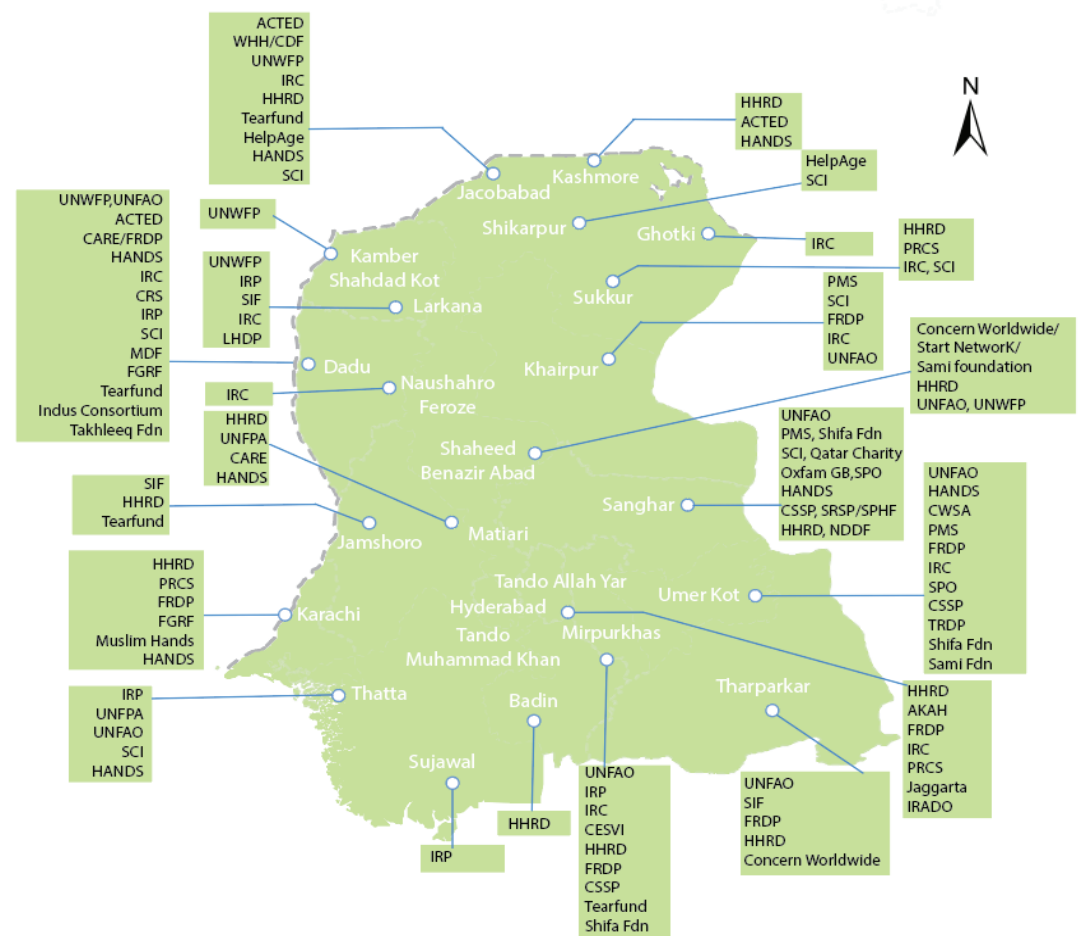 ACTED
WHH/CDF
UNWFP
IRC
HHRD
Tearfund
HelpAge
HANDS
SCI
N
HHRD
ACTED
HANDS
HelpAge
SCI
Jacobabad
Kashmore
Shikarpur
Ghotki
IRC
HHRD
PRCS
IRC, SCI
UNWFP,UNFAO
ACTED
CARE/FRDP
HANDS
IRC
CRS
IRP
SCI
MDF
FGRF
Tearfund
Indus Consortium
Takhleeq Fdn
UNWFP
Kamber
Shahdad Kot
UNWFP
IRP
SIF
IRC
LHDP
Larkana
Sukkur
PMS
SCI
FRDP
IRC
UNFAO
Khairpur
Dadu
Naushahro
Feroze
IRC
Concern Worldwide/
Start NetworK/
Sami foundation
HHRD
UNFAO, UNWFP
HHRD
UNFPA
CARE
HANDS
Shaheed
Benazir Abad
UNFAO
PMS, Shifa Fdn
SCI, Qatar Charity
Oxfam GB,SPO
HANDS
CSSP, SRSP/SPHF
HHRD, NDDF
Sanghar
UNFAO
HANDS
CWSA
PMS
FRDP
IRC
SPO
CSSP
TRDP
Shifa Fdn
Sami Fdn
SIF
HHRD
Tearfund
Jamshoro
Matiari
HHRD
PRCS
FRDP
FGRF
Muslim Hands
HANDS
Karachi
Tando Allah Yar
Hyderabad
Tando
Muhammad Khan
Mirpurkhas
Umer Kot
IRP
UNFPA
UNFAO
SCI
HANDS
Thatta
Badin
Tharparkar
HHRD
AKAH
FRDP
IRC
PRCS
Jaggarta
IRADO
Sujawal
IRP
HHRD
UNFAO
IRP
IRC
CESVI
HHRD
FRDP
CSSP
Tearfund
Shifa Fdn
UNFAO
SIF
FRDP
HHRD
Concern Worldwide